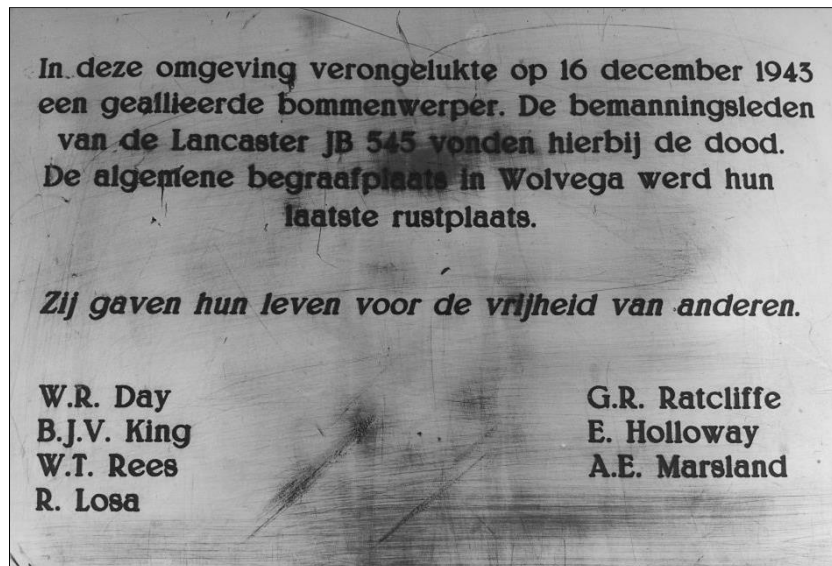 In deze omgeving verongelukte op 16 december 1943
een geallieerde bommenwerper. De bemanningsleden
van de Lancaster JB 545 vonden hierbij de dood.
De algemene begraafplaats in Wolvega werd hun
laatste rustplaats.
Zij gaven hun leven voor de vrijheid van anderen.
W.R. Day
B.J.V. King
W.T. Rees
R. Losa
G.R. Ratcliffe
E. Holloway
A.E. Marsland